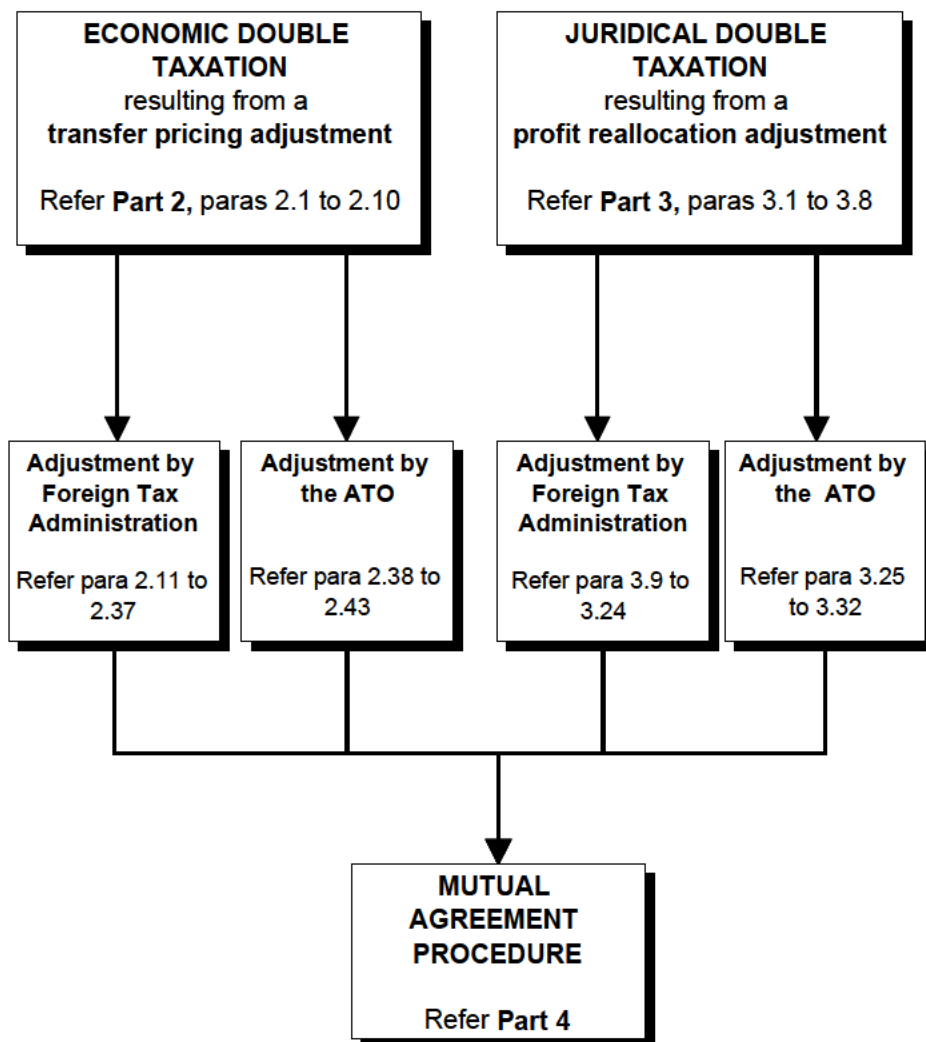 ECONOMIC DOUBLE
TAXATION
resulting from a
transfer pricing adjustment
Refer Part 2, paras 2.1 to 2.10
JURIDICAL DOUBLE
TAXATION
resulting from a
profit reallocation adjustment
Refer Part 3, paras 3.1 to 3.8
Adjustment by
Foreign Tax
Administration
Refer para 2.11 to
2.37
Adjustment by
the ATO
Refer para 2.38 to
2.43
Adjustment by
Foreign Tax
Administration
Refer para 3.9 to
3.24
Adjustment by
the ATO
Refer para 3.25
to 3.32
MUTUAL
AGREEMENT
PROCEDURE
Refer Part 4